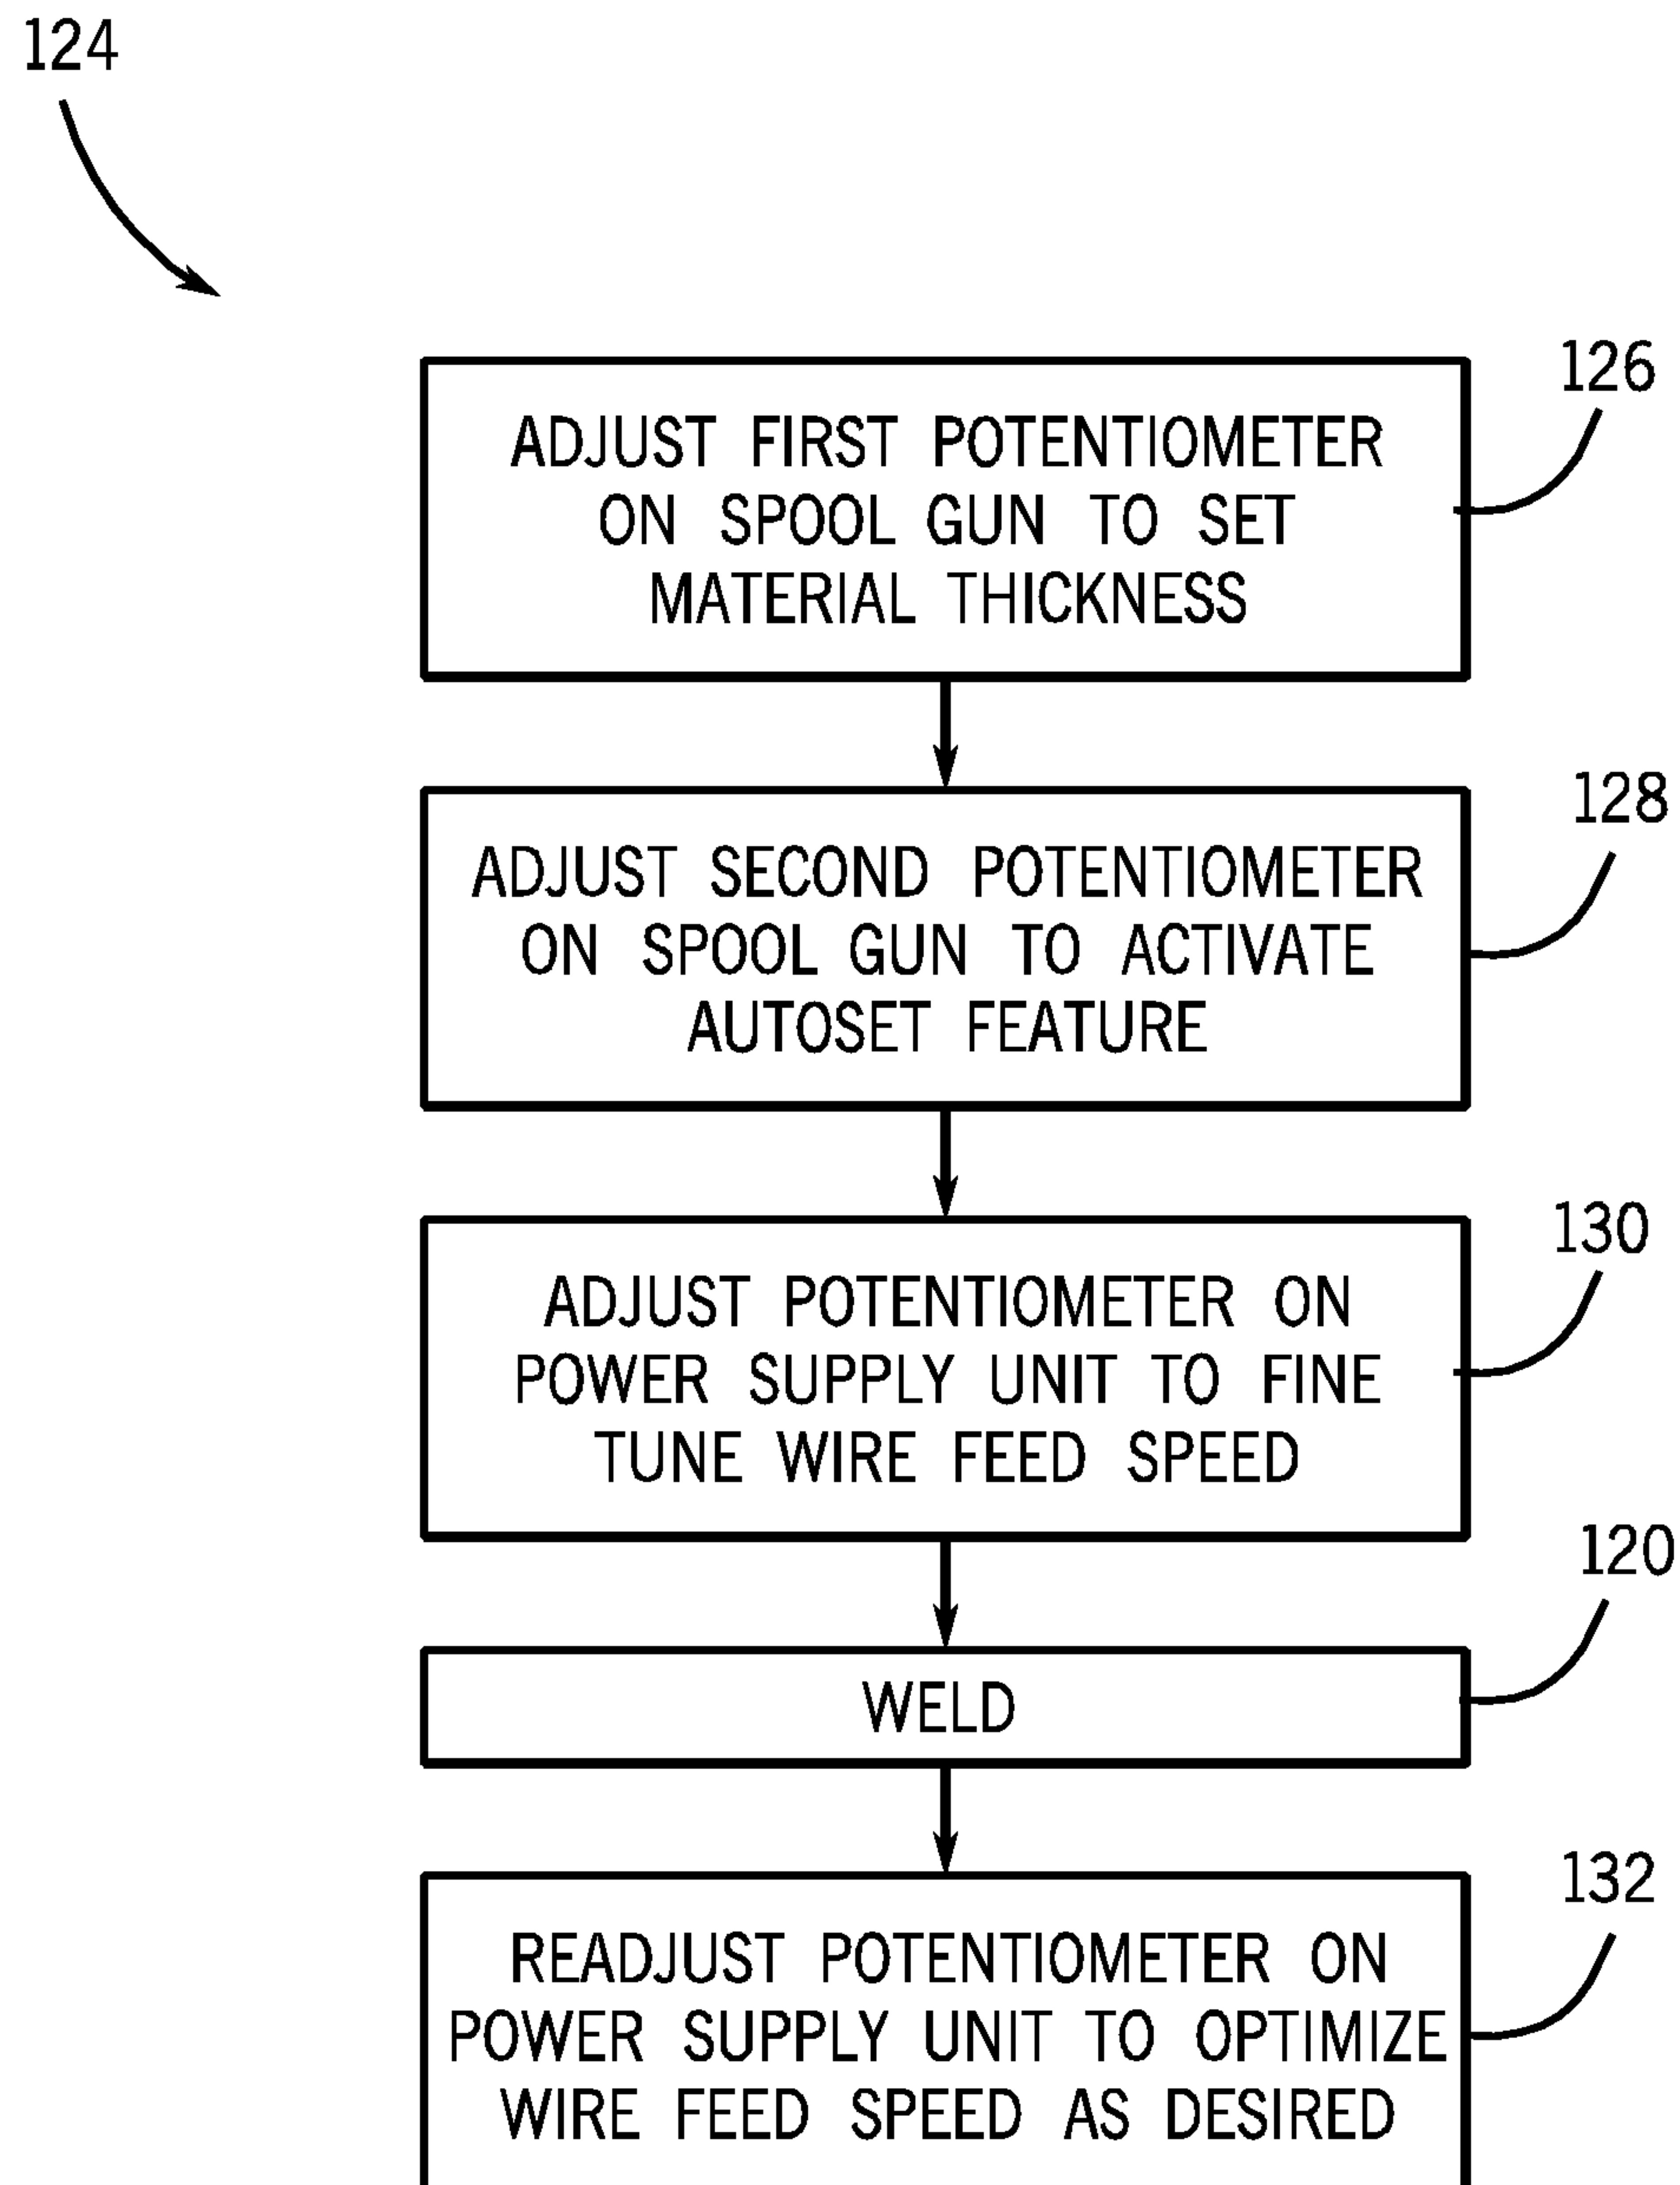 124
126
ADJUST FIRST POTENTIOMETER
ON SPOOL GUN TO SET
MATERIAL THICKNESS
128
ADJUST SECOND POTENTIOMETER
ON SPOOL GUN TO ACTIVATE
AUTOSET FEATURE
130
ADJUST POTENTIOMETER ON
POWER SUPPLY UNIT TO FINE
TUNE WIRE FEED SPEED
120
WELD
132
READJUST POTENTIOMETER ON
POWER SUPPLY UNIT TO OPTIMIZE
WIRE FEED SPEED AS DESIRED